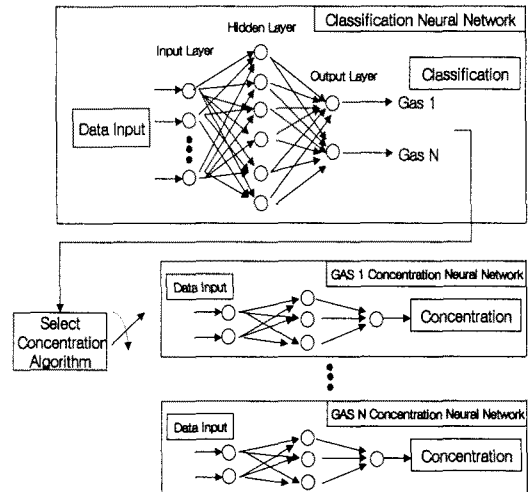 Classification Neural Network
Hidden Layer
Input Layer
Output Layer
Classification
Data Input
Gas 1
Gas N
GAS 1 Concentration Neural Network
Data Input
Concentration
Select
Concentration
Algorithm
GAS N Concentration Neural Network
Data Input
Concentration